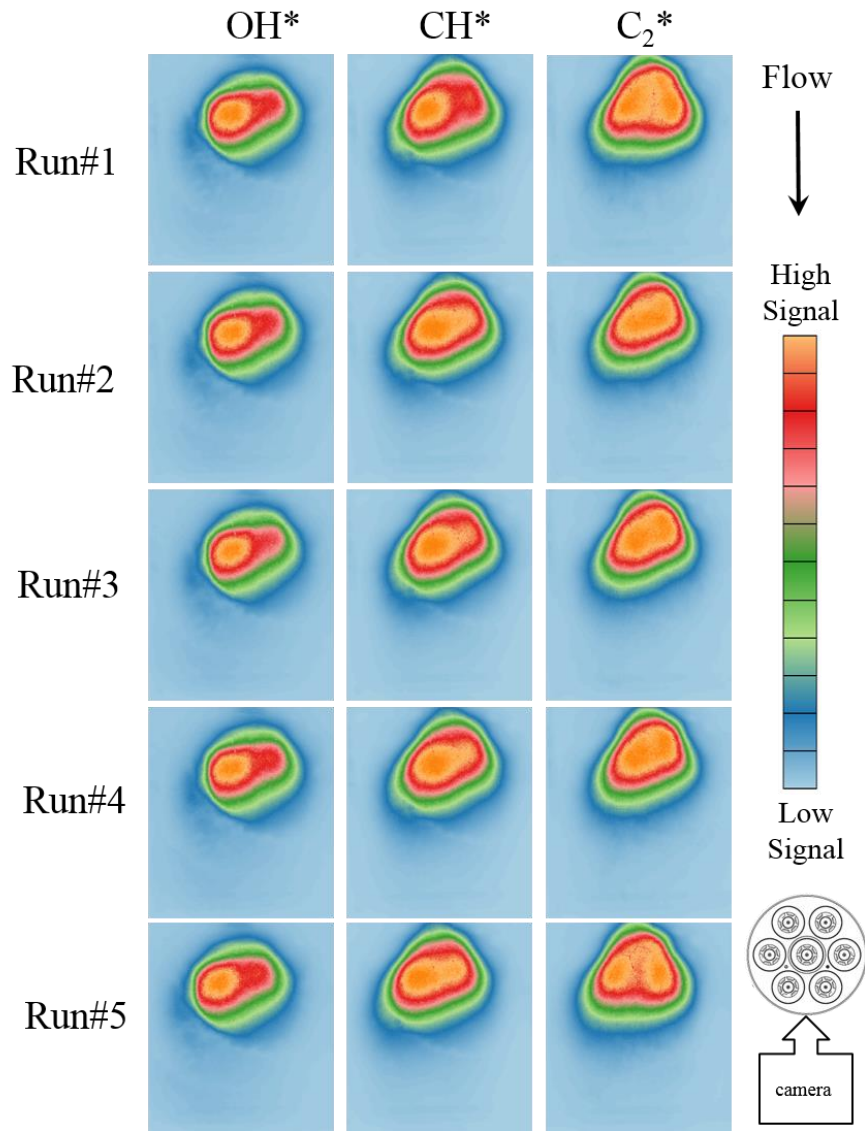 OH* CH* C₂*
Flow
Run#1
High
Signal
Run#2
Run#3
Run#4
Low
Signal
Run#5
camera